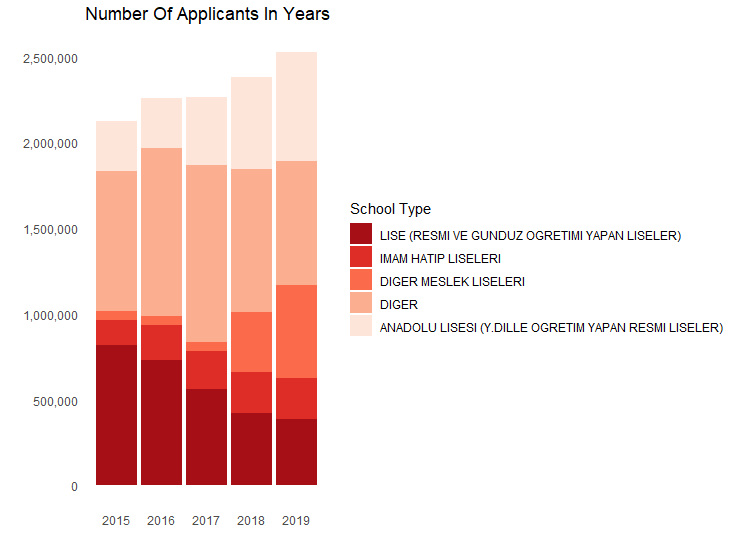 Number Of Applicants In Years
2,500,000
2,000,000
1,500,000
1,000,000
500,000
0
2015 2016 2017 2018 2019
School Type
LISE (RESMI VE GUNDUZ OGRETIMI YAPAN LISELER)
IMAM HATIP LISELERI
DIGER MESLEK LISELERI
DIGER
ANADOLU LISESI (Y.DILLE OGRETIM YAPAN RESMI LISELER)